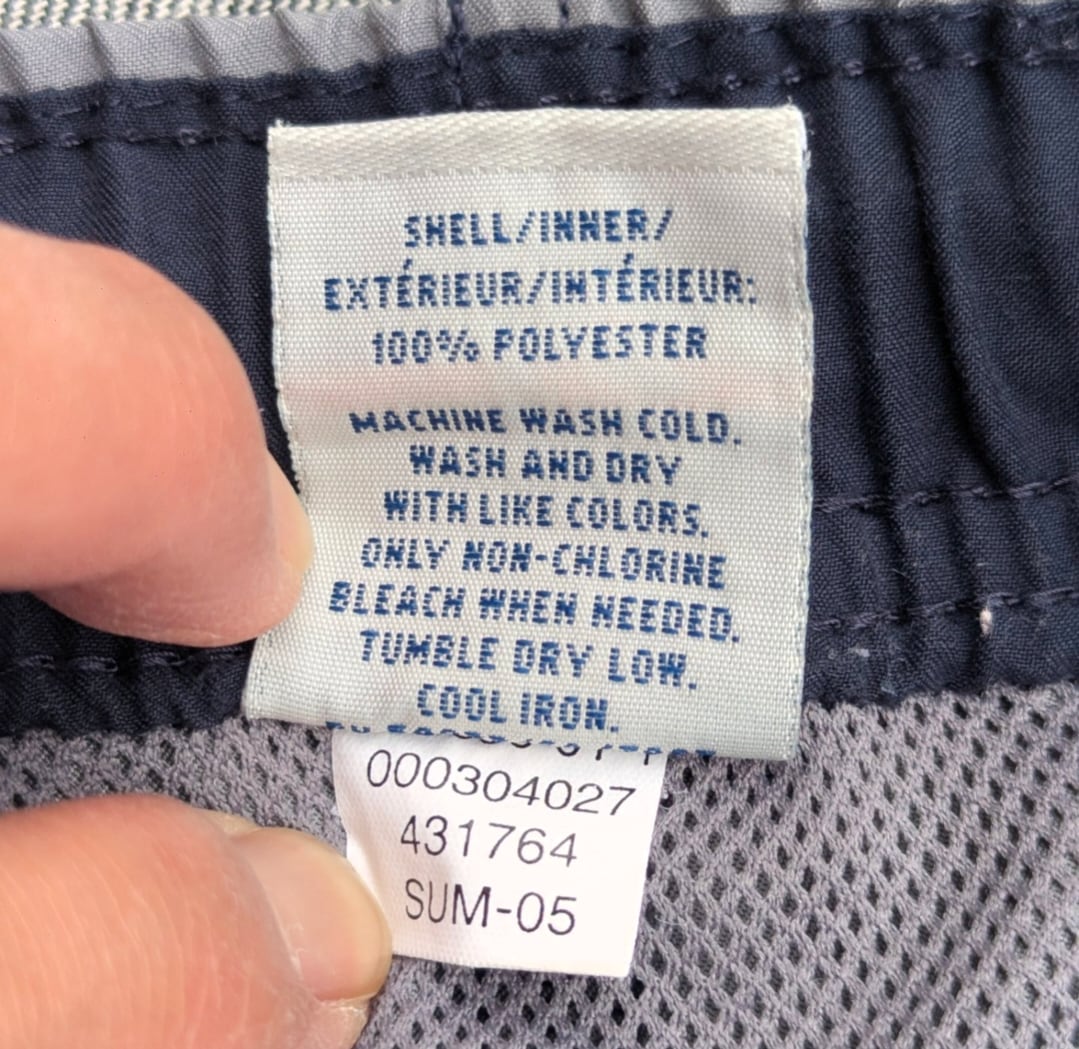 SHELL/INNER/
EXTÉRIEUR/INTÉRIEUR:
100% POLYESTER
MACHINE WASH COLD.
WASH AND DRY
WITH LIKE COLORS.
ONLY NON-CHLORINE
BLEACH WHEN NEEDED.
TUMBLE DRY LOW.
COOL IRON.
000304027
431764
SUM-05